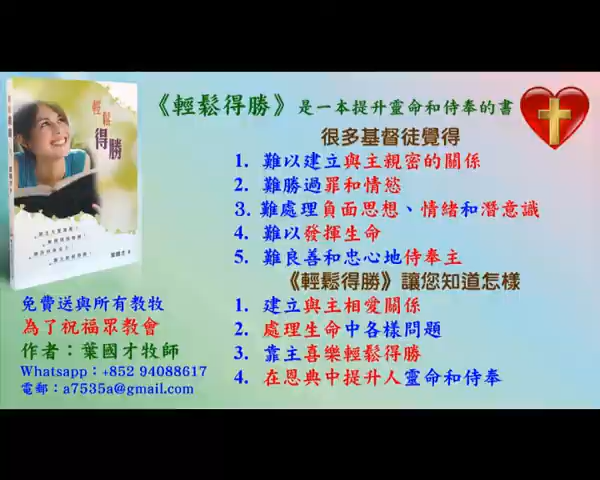 《輕鬆得勝》是一本提升靈命和侍奉的書
很多基督徒覺得
1. 難以建立與主親密的關係
2. 難勝過罪和情慾
3. 難處理負面思想、情緒和潛意識
4. 難以發揮生命
5. 難良善和忠心地侍奉主
《輕鬆得勝》讓您知道怎樣
1. 建立與主相愛關係
2. 處理生命中各樣問題
3. 靠主喜樂輕鬆得勝
4. 在恩典中提升人靈命和侍奉
輕鬆
得勝
免費送與所有教牧
為了祝福眾教會
作者：葉國才牧師
Whatsapp：+852 94088617
電郵：a7535a@gmail.com